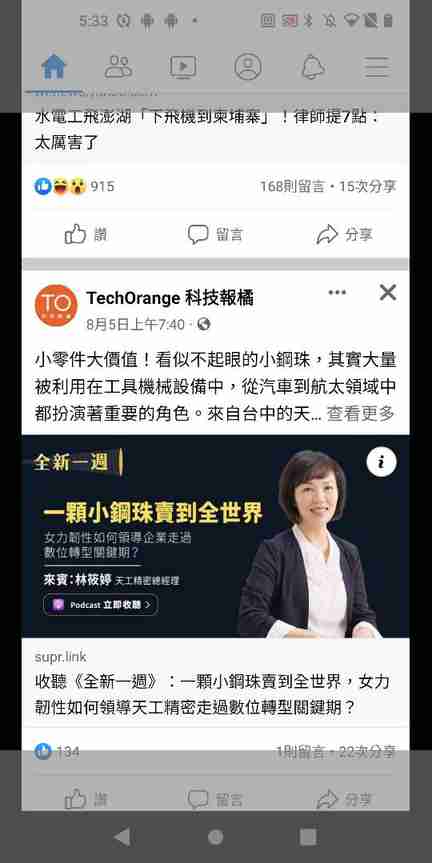 5:33
水電工飛澎湖「下飛機到柬埔寨」！律師提7點：
太厲害了
915
168則留言・15次分享
讚
留言
分享
TO
TechOrange 科技報橘
8月5日上午7:40
小零件大價值！看似不起眼的小鋼珠，其實大量
被利用在工具機械設備中，從汽車到航太領域中
都扮演著重要的角色。來自台中的天... 查看更多
全新一週
一顆小鋼珠賣到全世界
女力韌性如何領導企業走過
數位轉型關鍵期？
來賓：林筱婷 天工精密總經理
Podcast 立即收聽 >
supr.link
收聽《全新一週》：一顆小鋼珠賣到全世界，女力
韌性如何領導天工精密走過數位轉型關鍵期？
134
1則留言・22次分享
讚
留言
分享